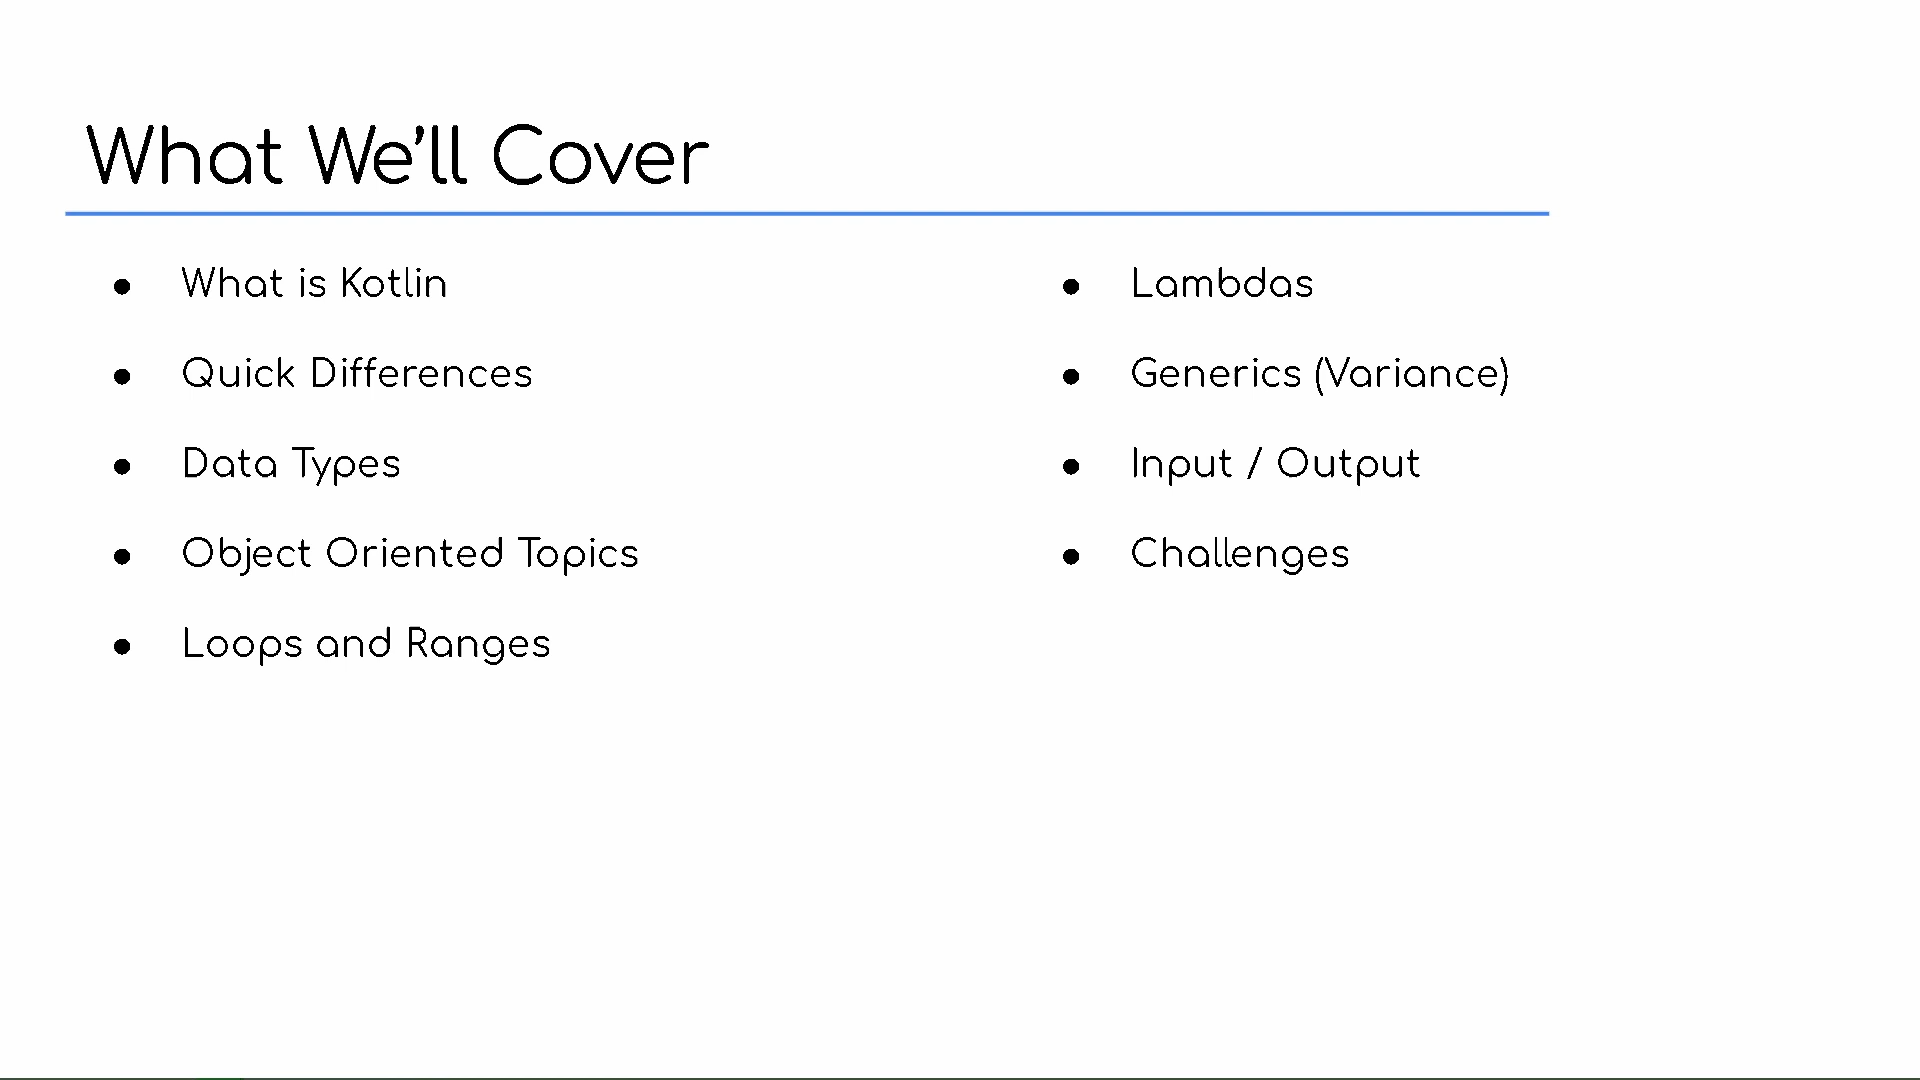 What We’ll Cover
● What is Kotlin
● Quick Differences
● Data Types
● Object Oriented Topics
● Loops and Ranges
● Lambdas
● Generics (Variance)
● Input / Output
● Challenges